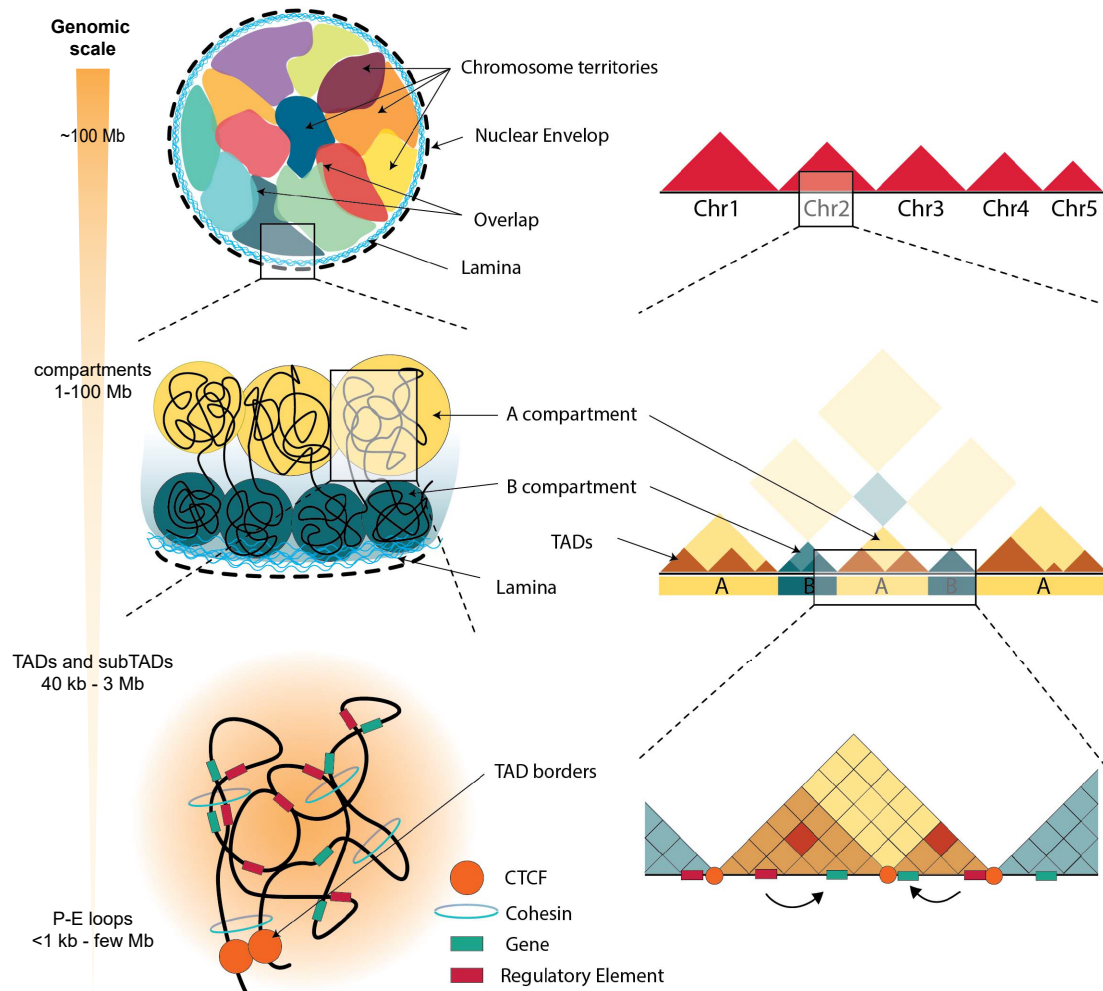 Genomic
scale
~100 Mb
Chromosome territories
Nuclear Envelop
Overlap
Lamina
Chr1
Chr2
Chr3
Chr4
Chr5
compartments
1-100 Mb
A compartment
B compartment
TADs
Lamina
A
B
A
B
A
TADs and subTADs
40 kb - 3 Mb
TAD borders
P-E loops
<1 kb - few Mb
CTCF
Cohesin
Gene
Regulatory Element